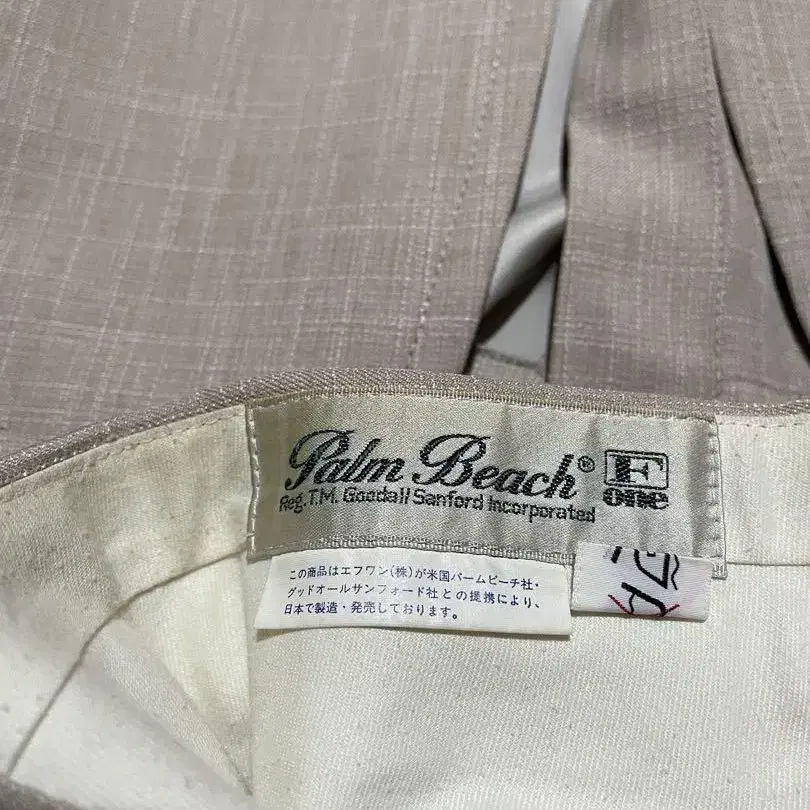 Palm Beach®
F
one
Reg. T.M. Goodall Sanford Incorporated
この商品はエフワン(株)が米国パームビーチ社・
グッドオールサンフォード社との提携により、
日本で製造・発売しております。